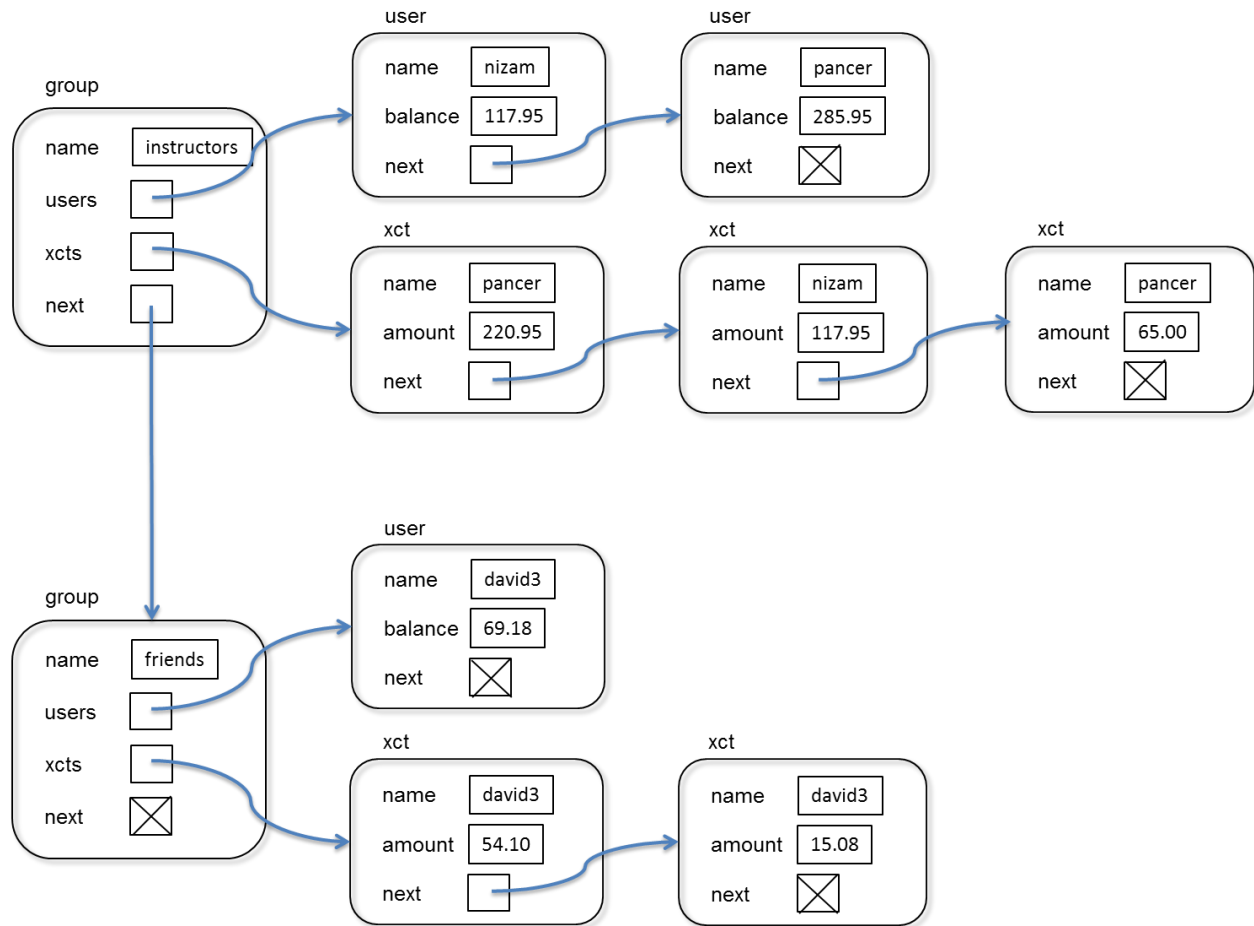 group
name instructors
users
xcts
next
user
name nizam
balance 117.95
next
user
name pancer
balance 285.95
next
xct
name pancer
amount 220.95
next
xct
name nizam
amount 117.95
next
xct
name pancer
amount 65.00
next
group
name friends
users
xcts
next
user
name david3
balance 69.18
next
xct
name david3
amount 54.10
next
xct
name david3
amount 15.08
next